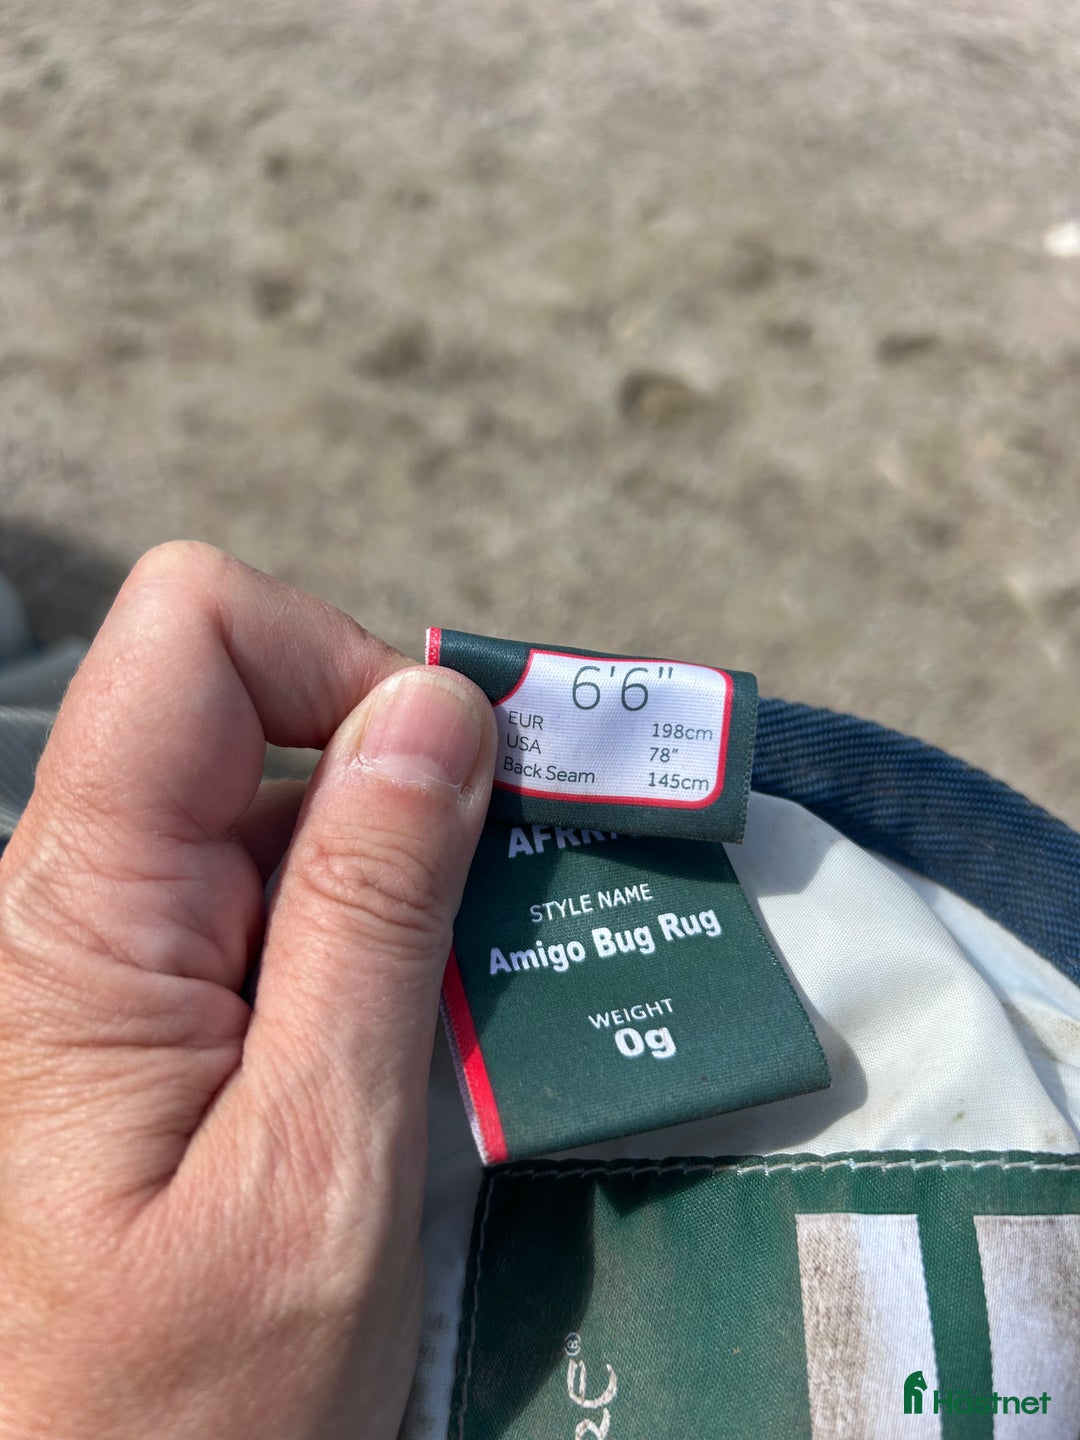 6'6"
EUR 198cm
USA 78"
Back Seam 145cm
STYLE NAME
Amigo Bug Rug
WEIGHT
0g
Hästnet